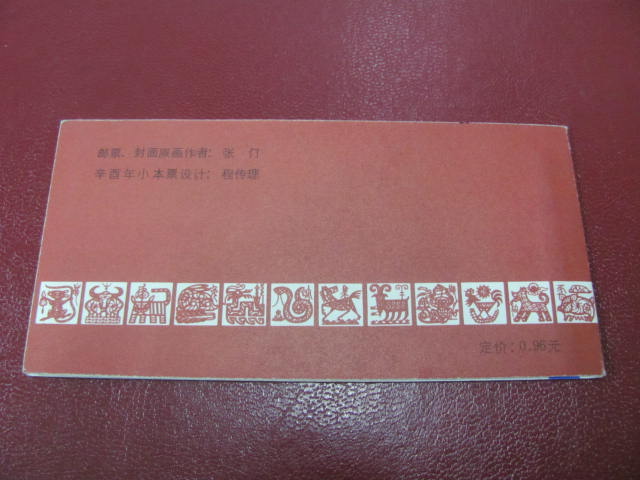 邮票、封面原画作者：张 仃
辛酉年小本票设计：程传理
定价：0.96元